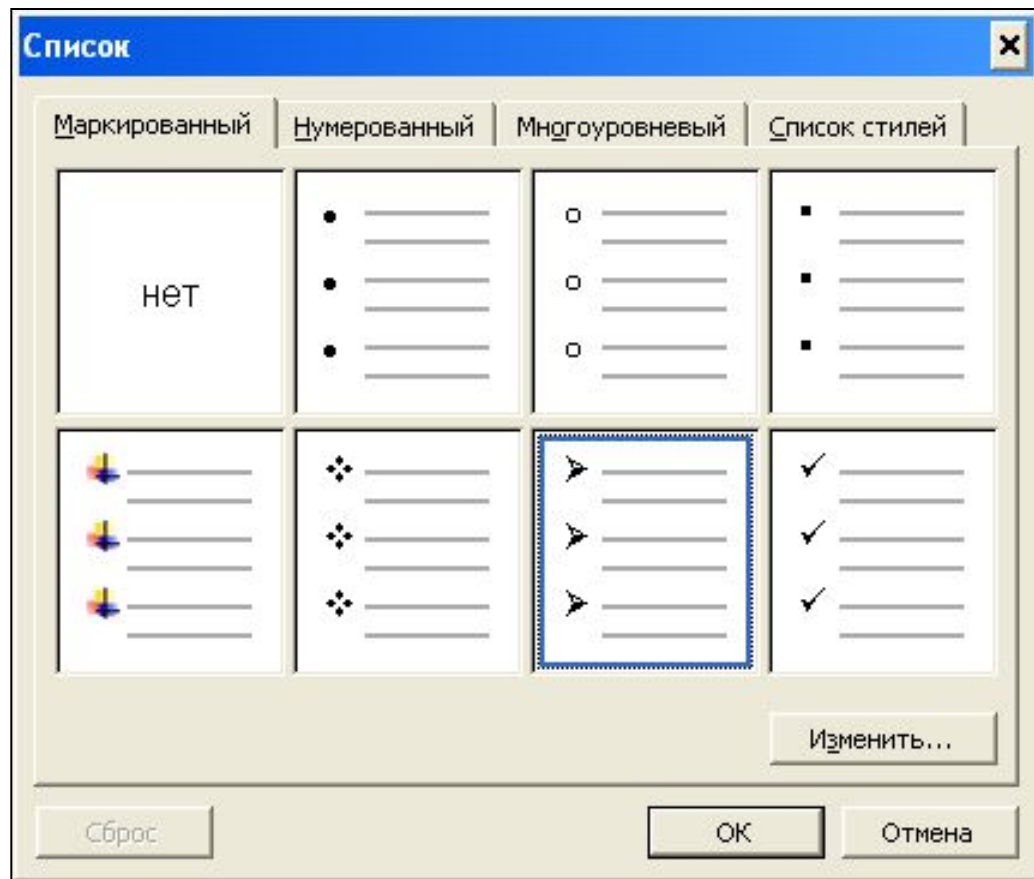 Список
Маркированный Нумерованный Многоуровневый Список стилей
нет
Изменить...
Сброс ОК Отмена